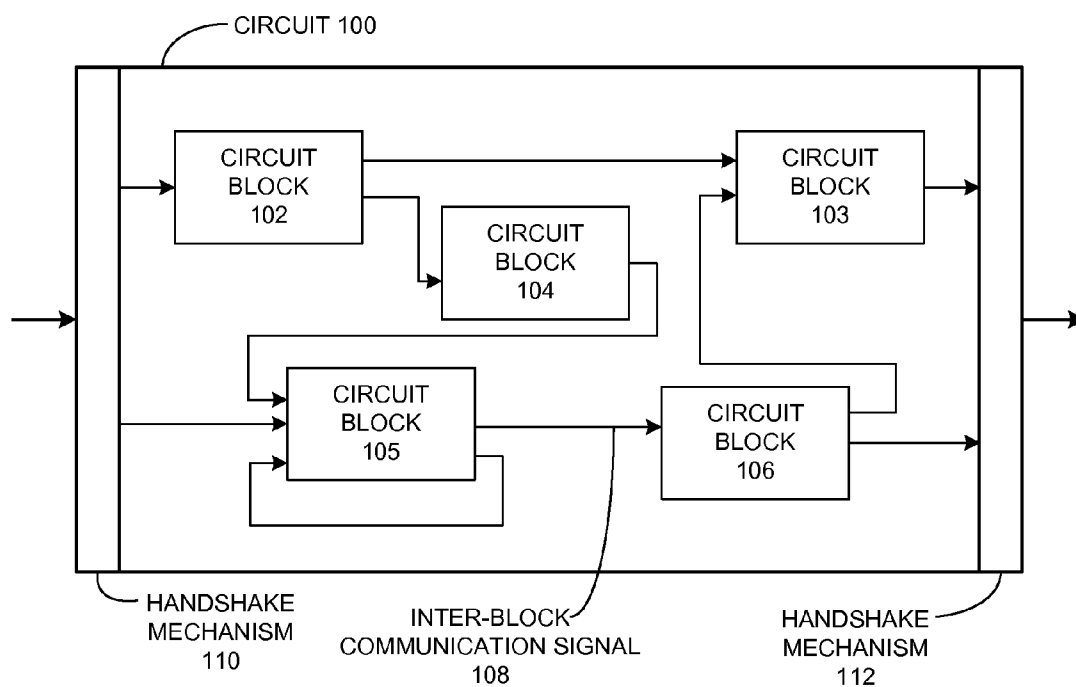 CIRCUIT 100
CIRCUIT
BLOCK
102
CIRCUIT
BLOCK
103
CIRCUIT
BLOCK
104
CIRCUIT
BLOCK
105
CIRCUIT
BLOCK
106
HANDSHAKE
MECHANISM
110
INTER-BLOCK
COMMUNICATION SIGNAL
108
HANDSHAKE
MECHANISM
112